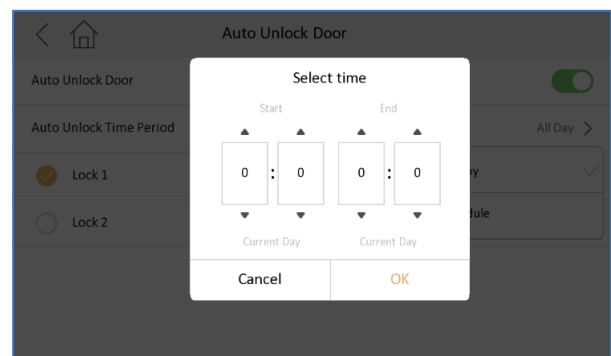 Auto Unlock Door
Auto Unlock Door
Select time
Start End
Auto Unlock Time Period
All Day
0 : 0 0 : 0
Lock 1
Lock 2
Current Day Current Day
Cancel OK